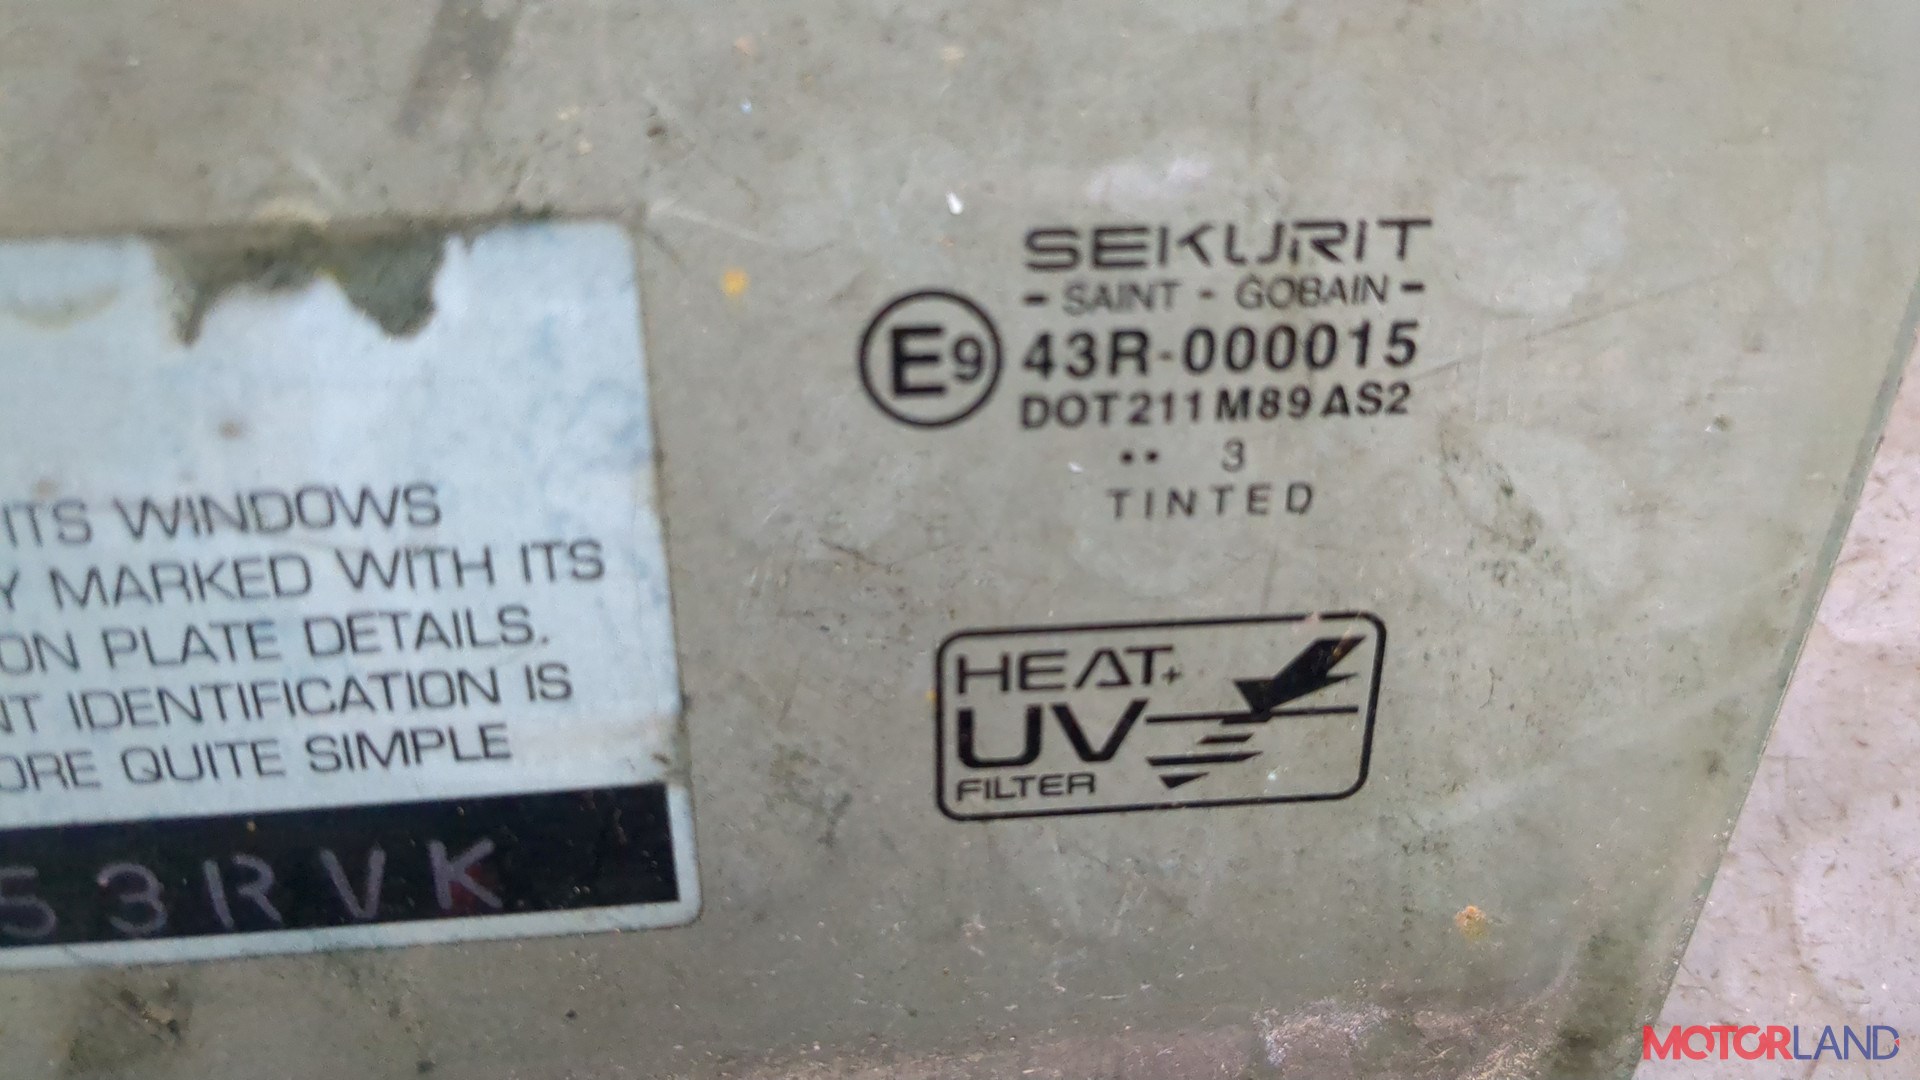 SEKURIT
- SAINT - GOBAIN -
E9 43R-000015
DOT211M89AS2
•• 3
TINTED
HEAT+
UV
FILTER
ITS WINDOWS
Y MARKED WITH ITS
ON PLATE DETAILS.
NT IDENTIFICATION IS
ORE QUITE SIMPLE
53RVK
MOTORLAND